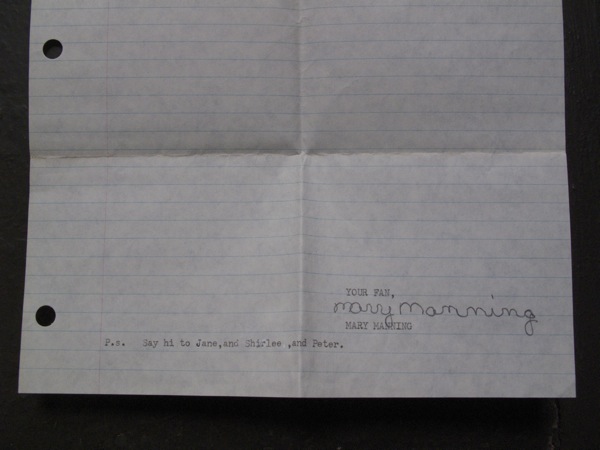 YOUR FAN,
Mary Manning
MARY MANNING
P.s. Say hi to Jane,and Shirlee ,and Peter.